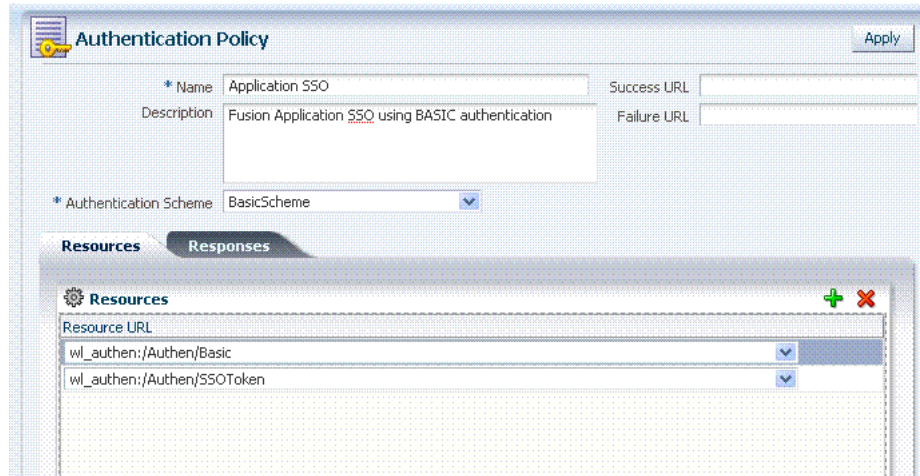 Authentication Policy
Apply
* Name Application SSO
Success URL
Description Fusion Application SSO using BASIC authentication
Failure URL
* Authentication Scheme BasicScheme
Resources Responses
Resources
Resource URL
wl_authen:/Authen/Basic
wl_authen:/Authen/SSOToken